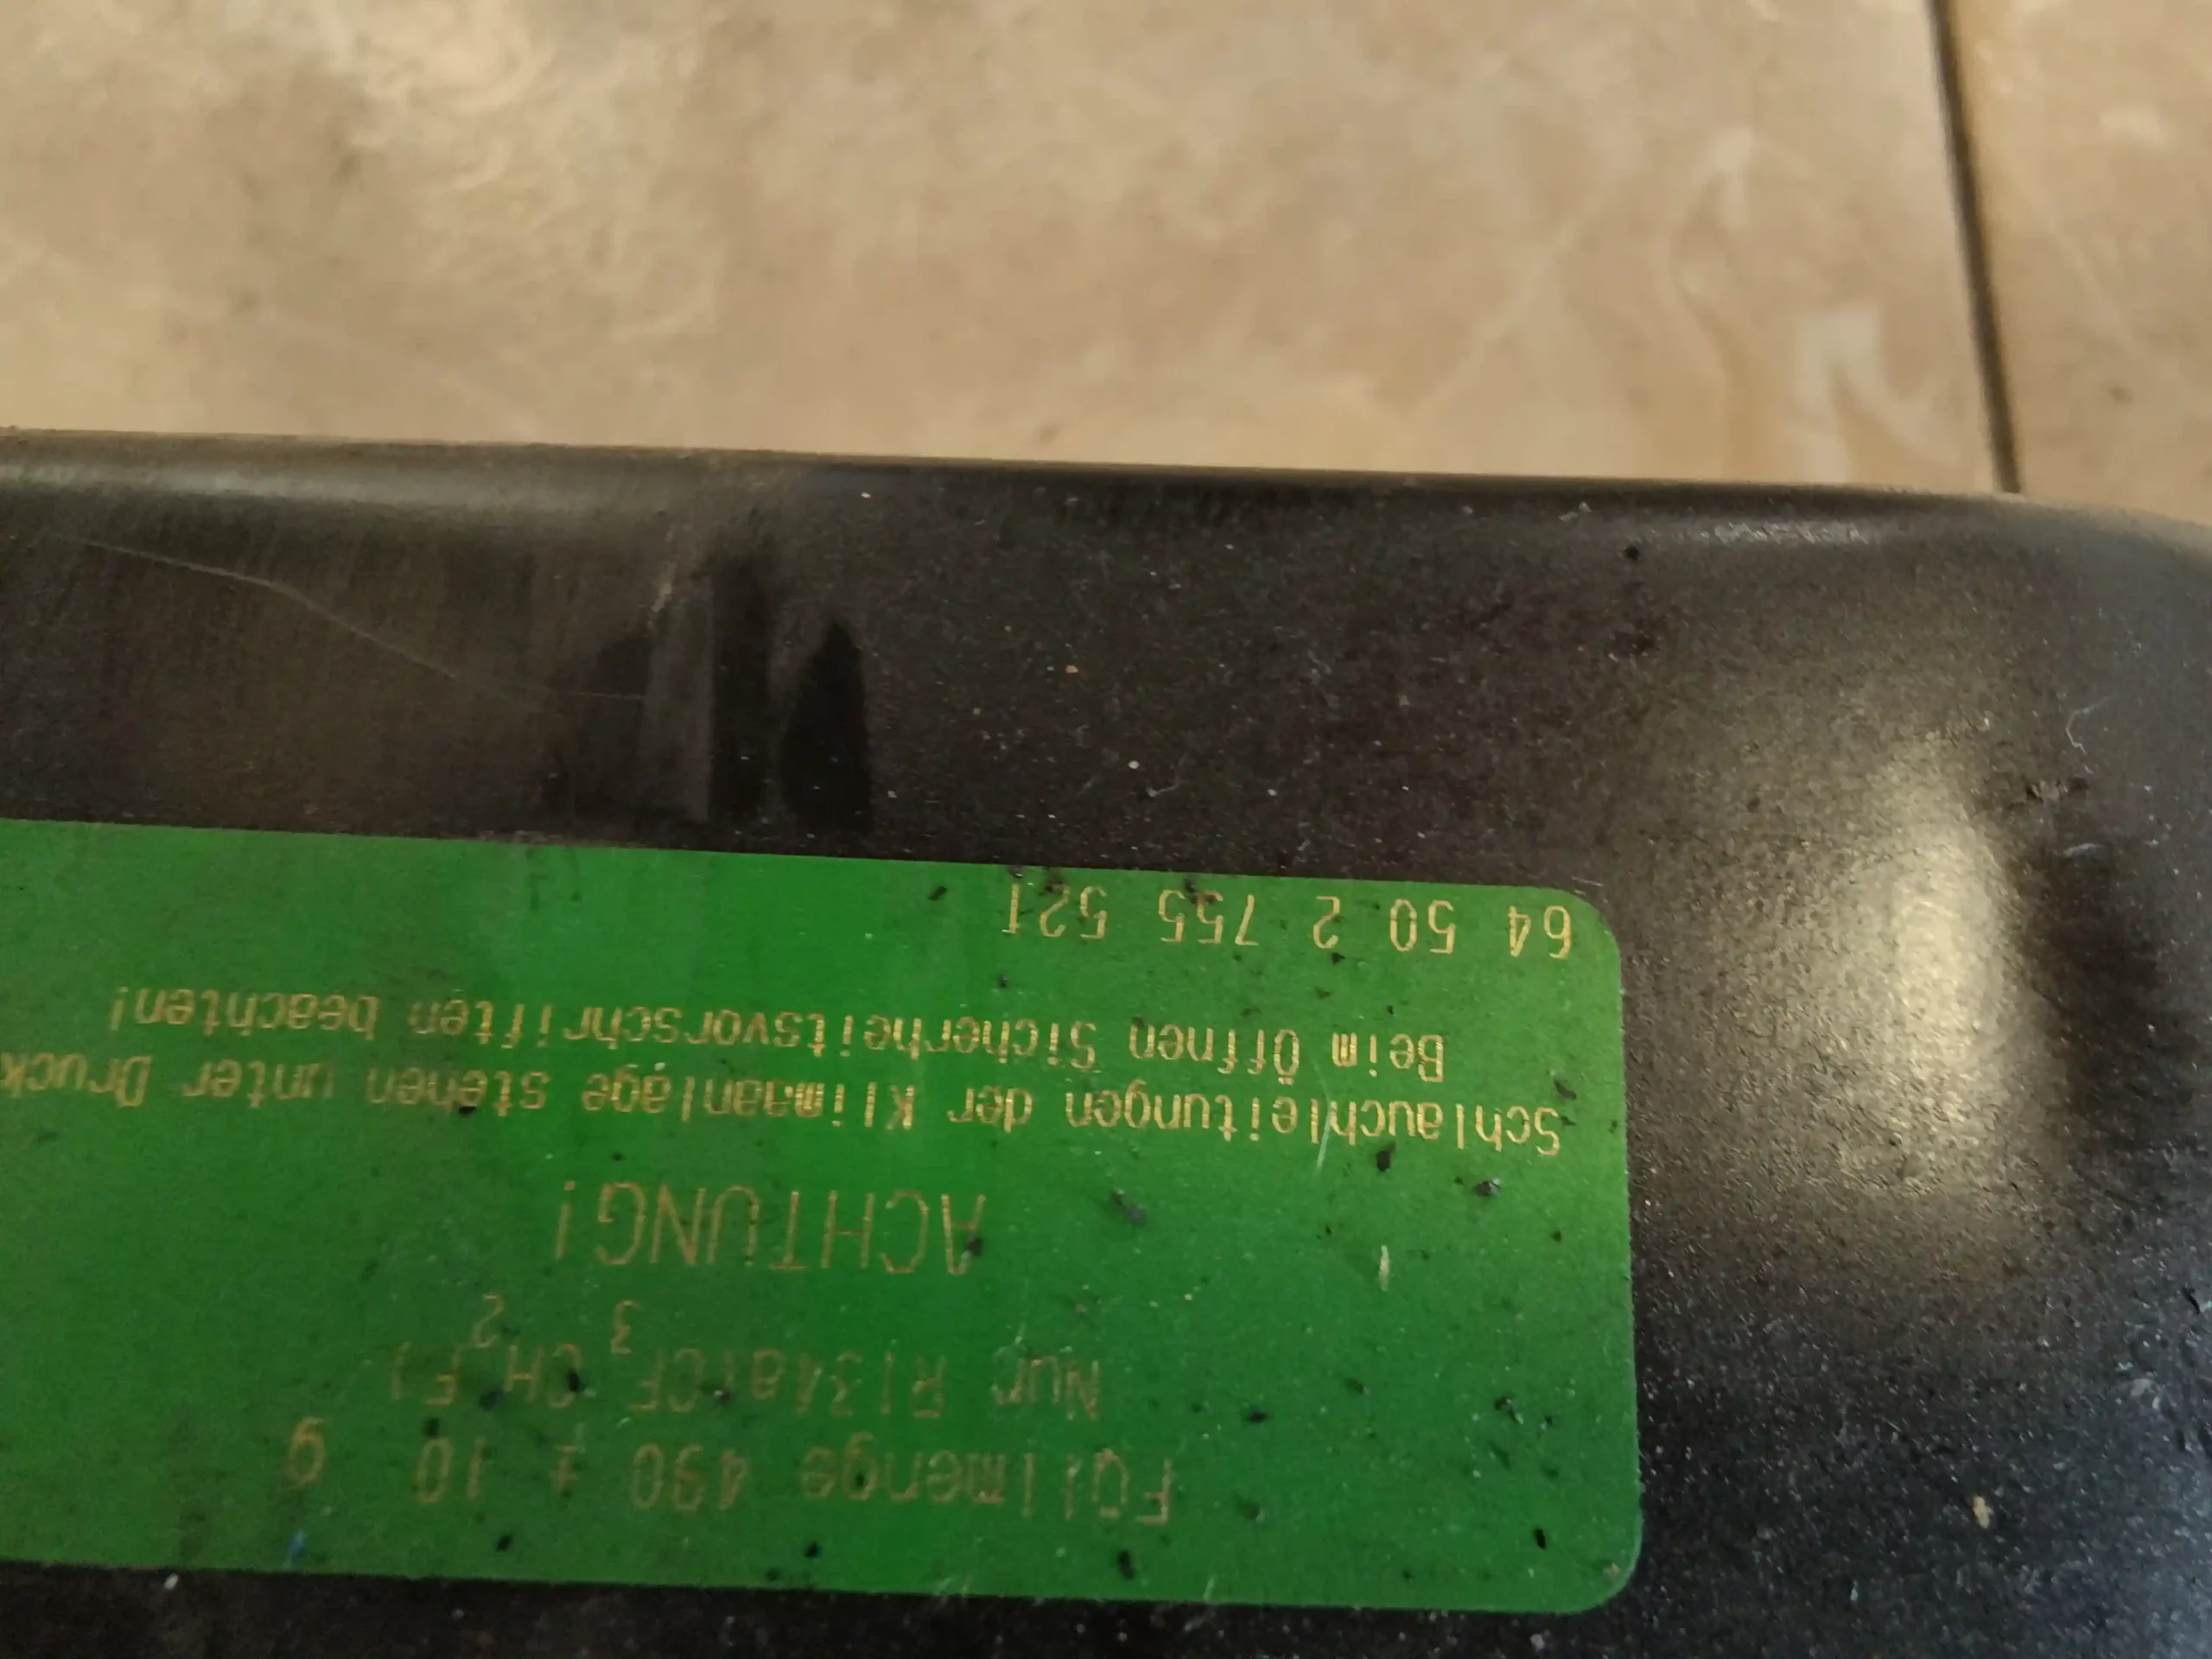 Füllmenge 490 ± 10 g
Nur R134a(CF3CH2F)
ACHTUNG!
Schlauchleitungen der Klimaanlage stehen unter Druck
Beim Öffnen Sicherheitsvorschriften beachten!
64 50 2 755 521